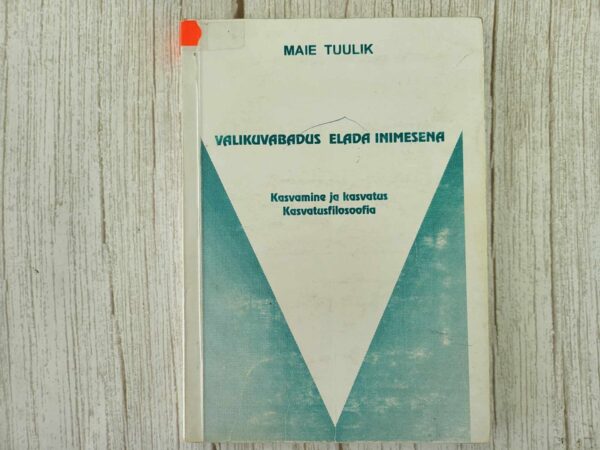 MAIE TUULIK
VALIKUVABADUS ELADA INIMESENA
Kasvamine ja kasvatus
Kasvatusfilosoofia